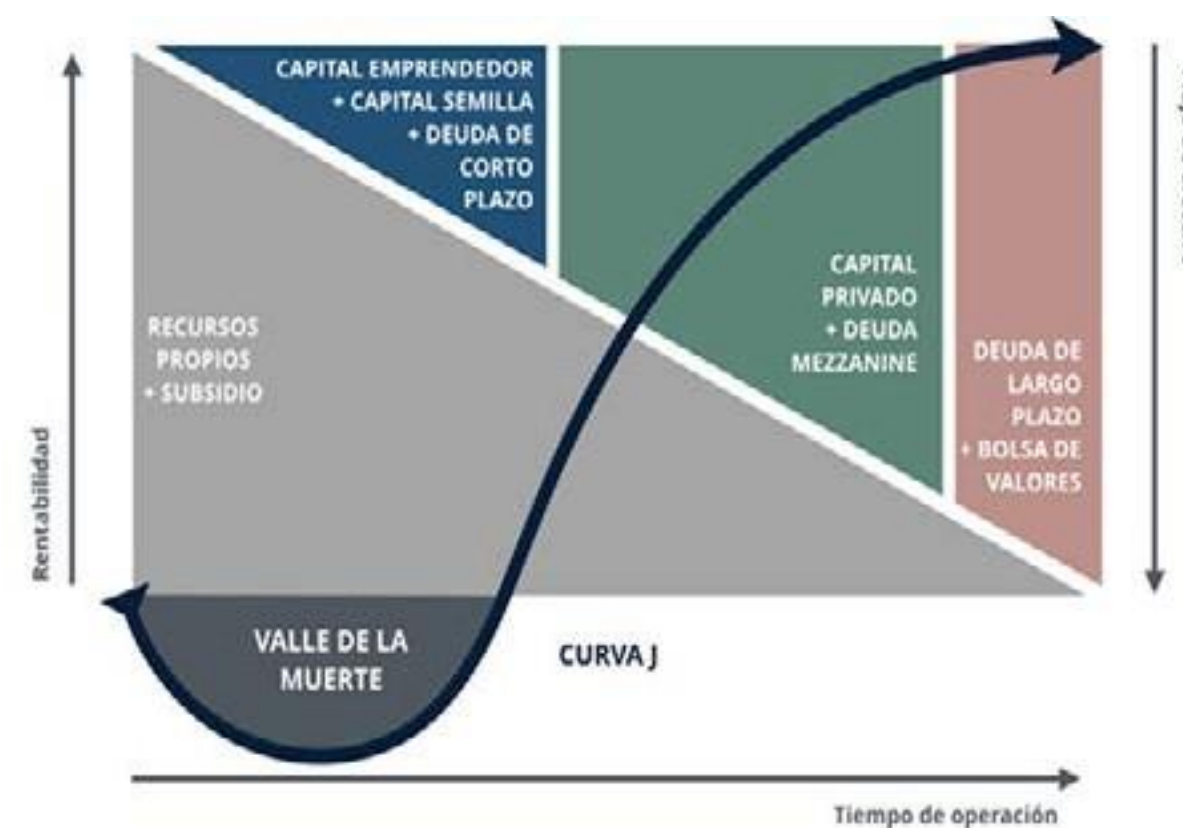 CAPITAL EMPRENDEDOR
+ CAPITAL SEMILLA
+ DEUDA DE
CORTO
PLAZO
RECURSOS
PROPIOS
+ SUBSIDIO
CAPITAL
PRIVADO
+ DEUDA
MEZZANINE
DEUDA DE
LARGO
PLAZO
+ BOLSA DE
VALORES
Rentabilidad
VALLE DE LA
MUERTE
CURVA J
Tiempo de operación